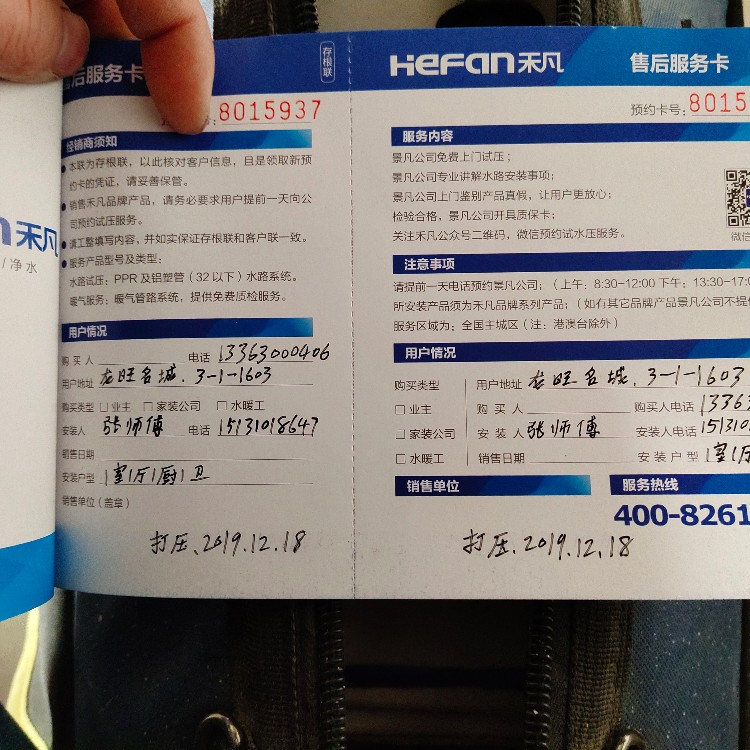 售后服务卡
存根联
8015937
经销商须知
本联为存根联，以此核对客户信息，且是领取新预
约卡的凭证，请妥善保管。
销售禾凡品牌产品，请务必要求用户提前一天向公
司预约试压服务。
请工整填写内容，并如实保证存根联和客户联一致。
服务产品型号及类型：
水路试压：PPR及铝塑管（32以下）水路系统。
暖气服务：暖气管路系统，提供免费质检服务。
用户情况
购买人 电话 13363000406
用户地址 龙旺名城.3-1-1603
购买类型 □业主 □家装公司 □水暖工
安装人 张师傅 电话 15131018647
销售日期
安装户型 1室1厅1厨1卫
销售单位（盖章）
打压、2019.12.18
n禾凡
/净水
HEFAN禾凡 售后服务卡
预约卡号：8015
服务内容
景凡公司免费上门试压；
景凡公司专业讲解水路安装事项；
景凡公司上门鉴别产品真假，让用户更放心；
检验合格，景凡公司开具质保卡；
关注禾凡公众号二维码，微信预约试水压服务。
微信
注意事项
请提前一天电话预约景凡公司；（上午：8:30-12:00 下午：13:30-17:0
所安装产品须为禾凡品牌系列产品；（如有其它品牌产品景凡公司不提供
服务区域为：全国主城区（注：港澳台除外）
用户情况
购买类型 用户地址 龙旺名城.3-1-1603
□业主 购买人 购买人电话 13363
□家装公司 安装人 张师傅 安装人电话 151310
□水暖工 销售日期 安装户型 1室1厅
销售单位 服务热线
400-8261
打压、2019.12.18